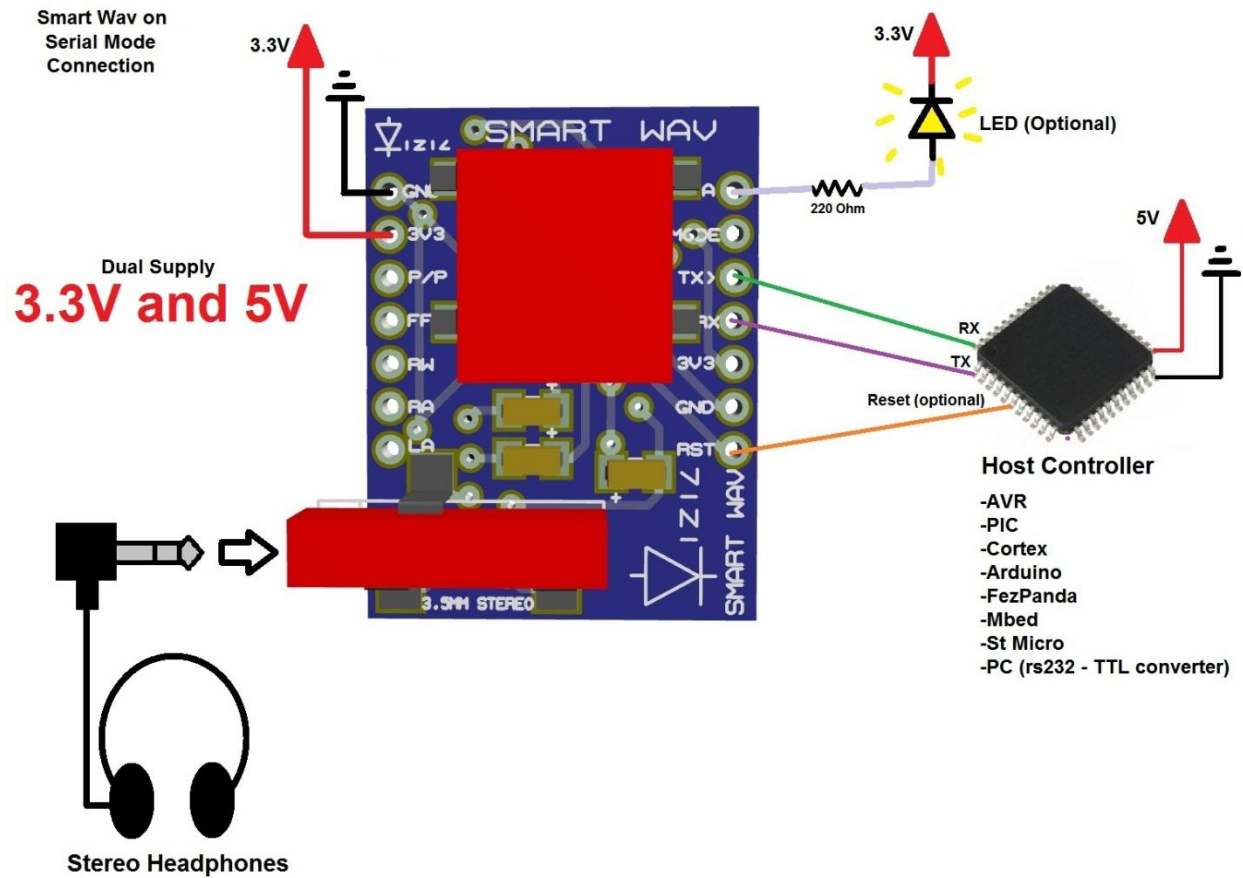 Smart Wav on
Serial Mode
Connection
3.3V
3.3V
LED (Optional)
220 Ohm
5V
Dual Supply
3.3V and 5V
SMART WAV
IZIZ
GND
3V3
P/P
FF
RW
RA
LA
A
MODE
TX>
RX
3V3
GND
RST
RX
TX
Reset (optional)
Host Controller
-AVR
-PIC
-Cortex
-Arduino
-FezPanda
-Mbed
-St Micro
-PC (rs232 - TTL converter)
+
+
+
VIZIC
SMART WAV
3.5MM STEREO
Stereo Headphones